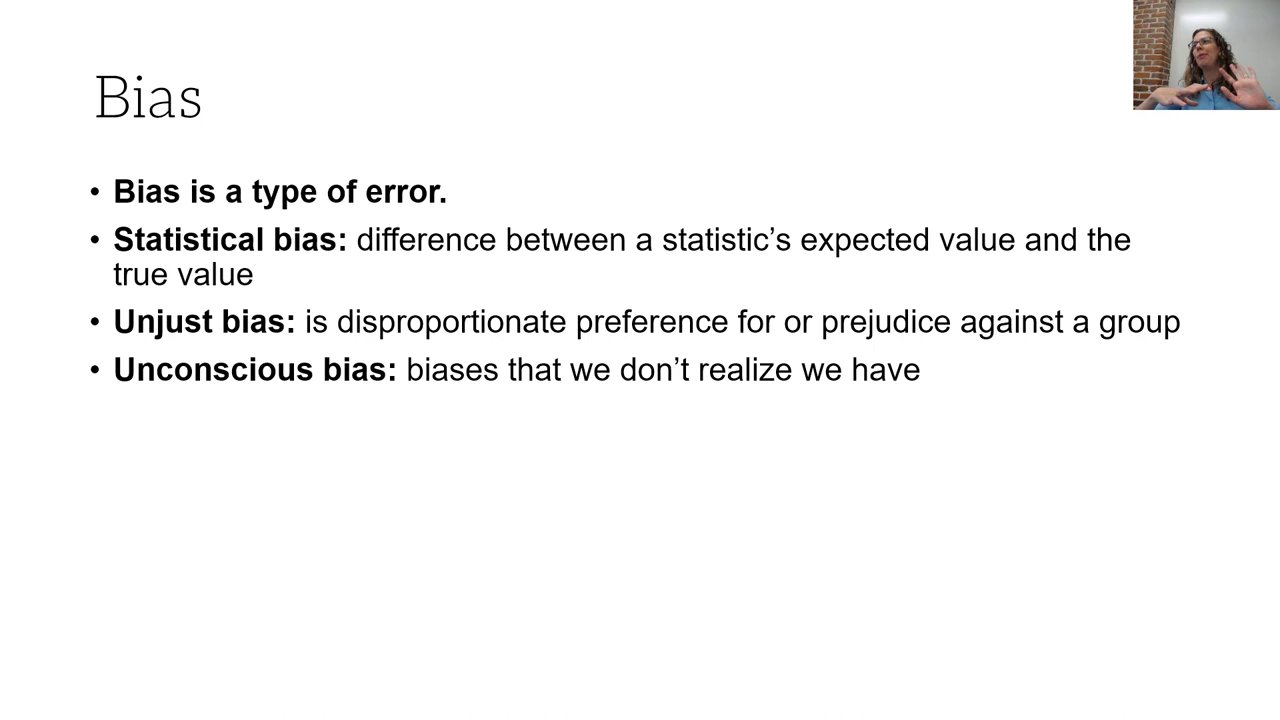 Bias
• Bias is a type of error.
• Statistical bias: difference between a statistic’s expected value and the
true value
• Unjust bias: is disproportionate preference for or prejudice against a group
• Unconscious bias: biases that we don’t realize we have